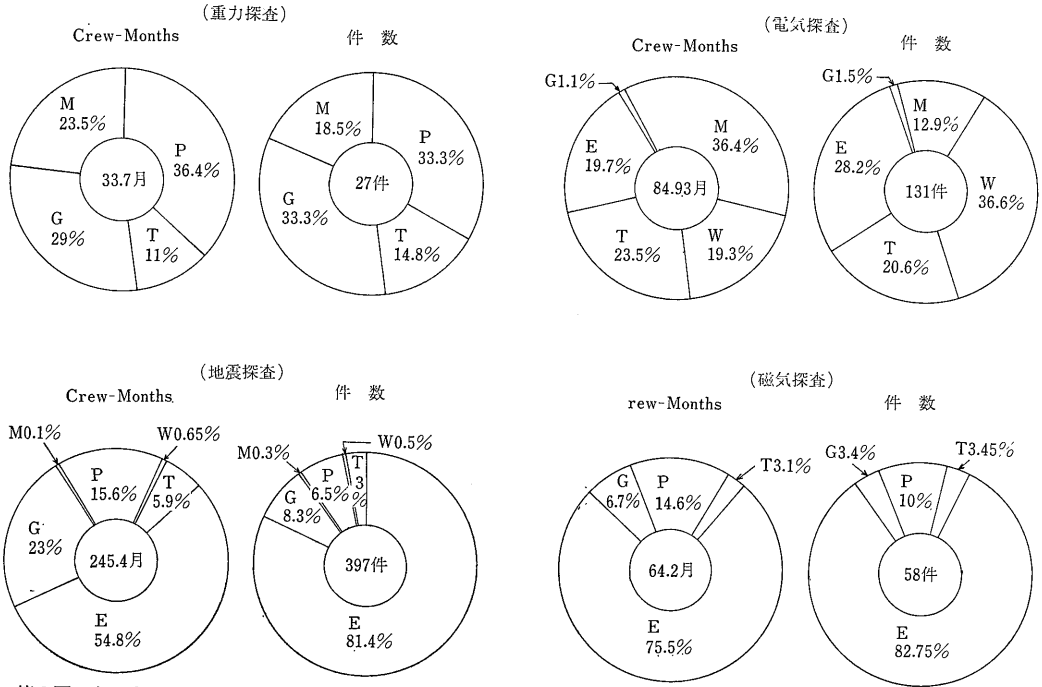 （重力探査）
Crew-Months
件 数
M
23.5%
P
36.4%
33.7月
G
29%
T
11%
M
18.5%
P
33.3%
27件
G
33.3%
T
14.8%
（電気探査）
Crew-Months
件 数
G1.1%
M
36.4%
E
19.7%
84.93月
T
23.5%
W
19.3%
G1.5%
M
12.9%
E
28.2%
131件
W
36.6%
T
20.6%
（地震探査）
Crew-Months
件 数
M0.1%
W0.65%
P
15.6%
T
5.9%
G
23%
245.4月
E
54.8%
M0.3%
W0.5%
T
3
%
P
6.5%
G
8.3%
397件
E
81.4%
（磁気探査）
rew-Months
件 数
T3.1%
G
6.7%
P
14.6%
64.2月
E
75.5%
G3.4%
T3.45%
P
10%
58件
E
82.75%